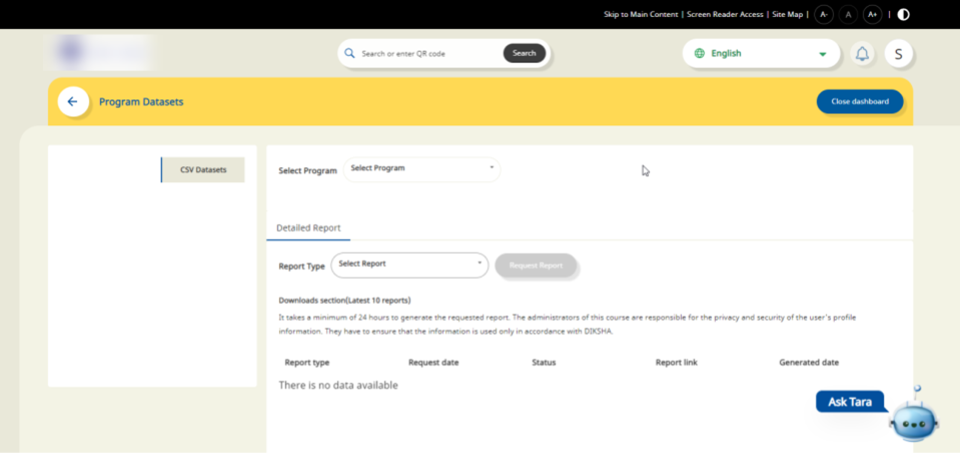 Skip to Main Content | Screen Reader Access | Site Map | A- A A+ |
Search or enter QR code Search English S
Program Datasets Close dashboard
CSV Datasets
Select Program Select Program
Detailed Report
Report Type Select Report Request Report
Downloads section(Latest 10 reports)
It takes a minimum of 24 hours to generate the requested report. The administrators of this course are responsible for the privacy and security of the user's profile
information. They have to ensure that the information is used only in accordance with DIKSHA.
Report type Request date Status Report link Generated date
There is no data available
Ask Tara